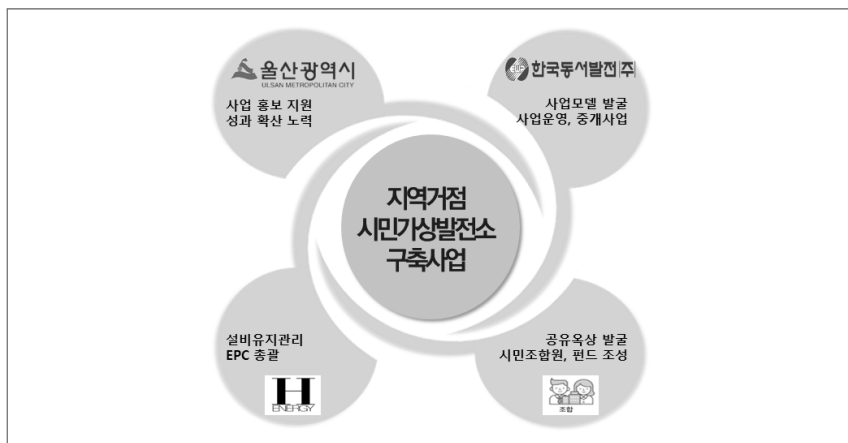 울산광역시
ULSAN METROPOLITAN CITY
사업 홍보 지원
성과 확산 노력
한국동서발전(주)
사업모델 발굴
사업운영, 중개사업
지역거점
시민가상발전소
구축사업
설비유지관리
EPC 총괄
H
ENERGY
공유옥상 발굴
시민조합원, 펀드 조성
조합